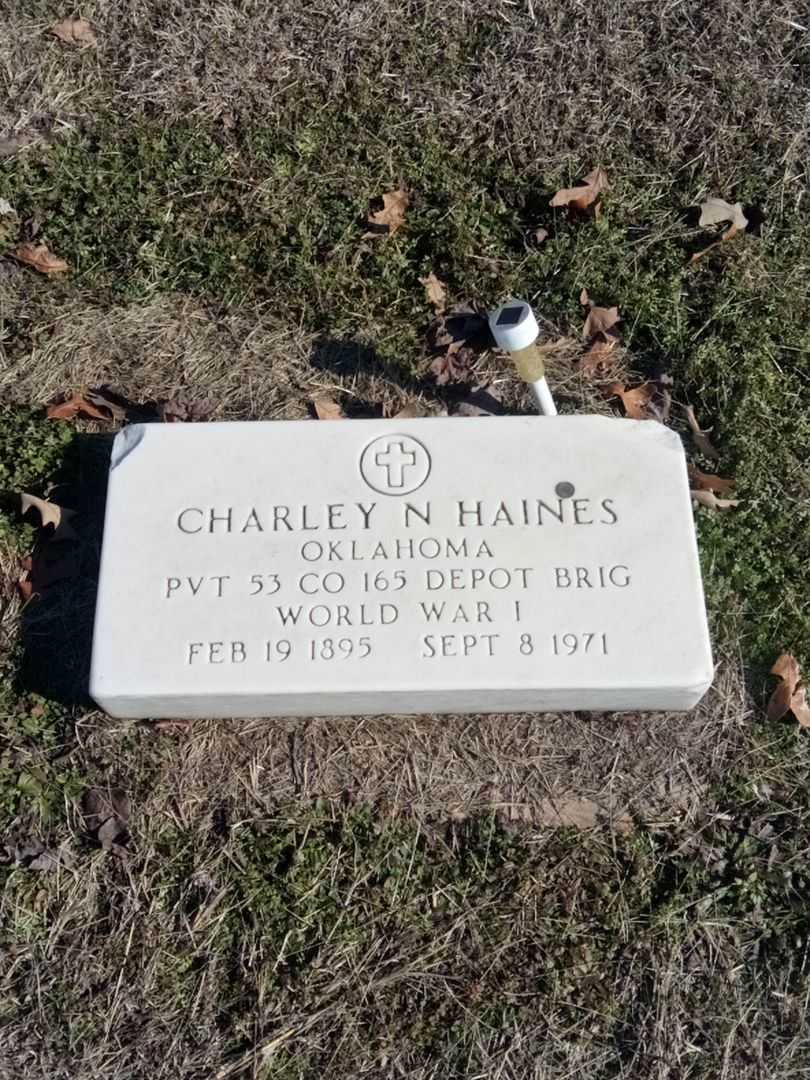 CHARLEY N HAINES
OKLAHOMA
PVT 53 CO 165 DEPOT BRIG
WORLD WAR I
FEB 19 1895 SEPT 8 1971